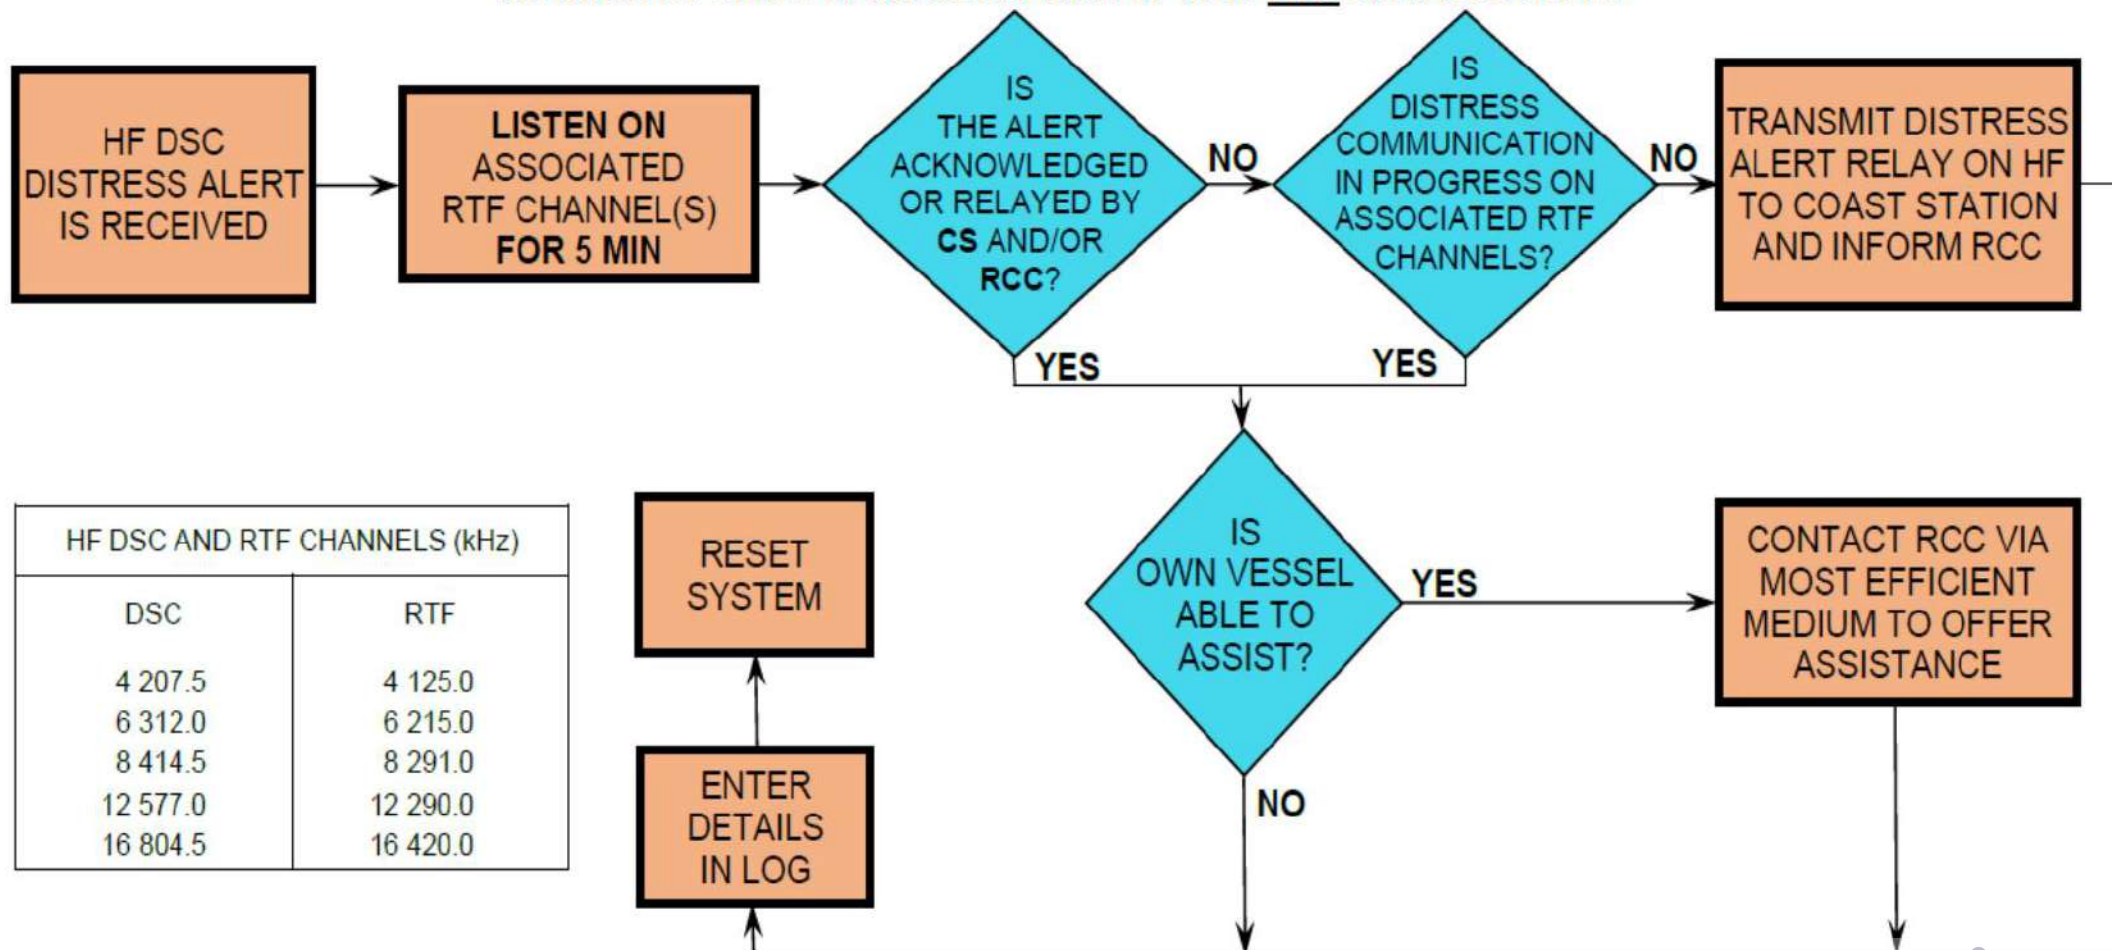 HF DSC
DISTRESS ALERT
IS RECEIVED
LISTEN ON
ASSOCIATED
RTF CHANNEL(S)
FOR 5 MIN
IS
THE ALERT
ACKNOWLEDGED
OR RELAYED BY
CS AND/OR
RCC?
NO
YES
IS
DISTRESS
COMMUNICATION
IN PROGRESS ON
ASSOCIATED RTF
CHANNELS?
NO
YES
TRANSMIT DISTRESS
ALERT RELAY ON HF
TO COAST STATION
AND INFORM RCC
IS
OWN VESSEL
ABLE TO
ASSIST?
YES
NO
CONTACT RCC VIA
MOST EFFICIENT
MEDIUM TO OFFER
ASSISTANCE
RESET
SYSTEM
ENTER
DETAILS
IN LOG
HF DSC AND RTF CHANNELS (kHz)
DSC RTF
4 207.5 4 125.0
6 312.0 6 215.0
8 414.5 8 291.0
12 577.0 12 290.0
16 804.5 16 420.0